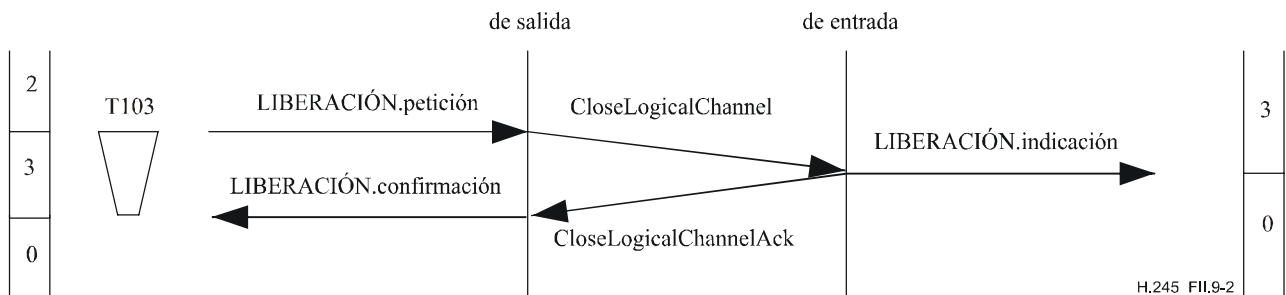 de salida
de entrada
2
T103
LIBERACIÓN.petición
CloseLogicalChannel
3
LIBERACIÓN.indicación
3
LIBERACIÓN.confirmación
0
CloseLogicalChannelAck
0
H.245 FII.9-2